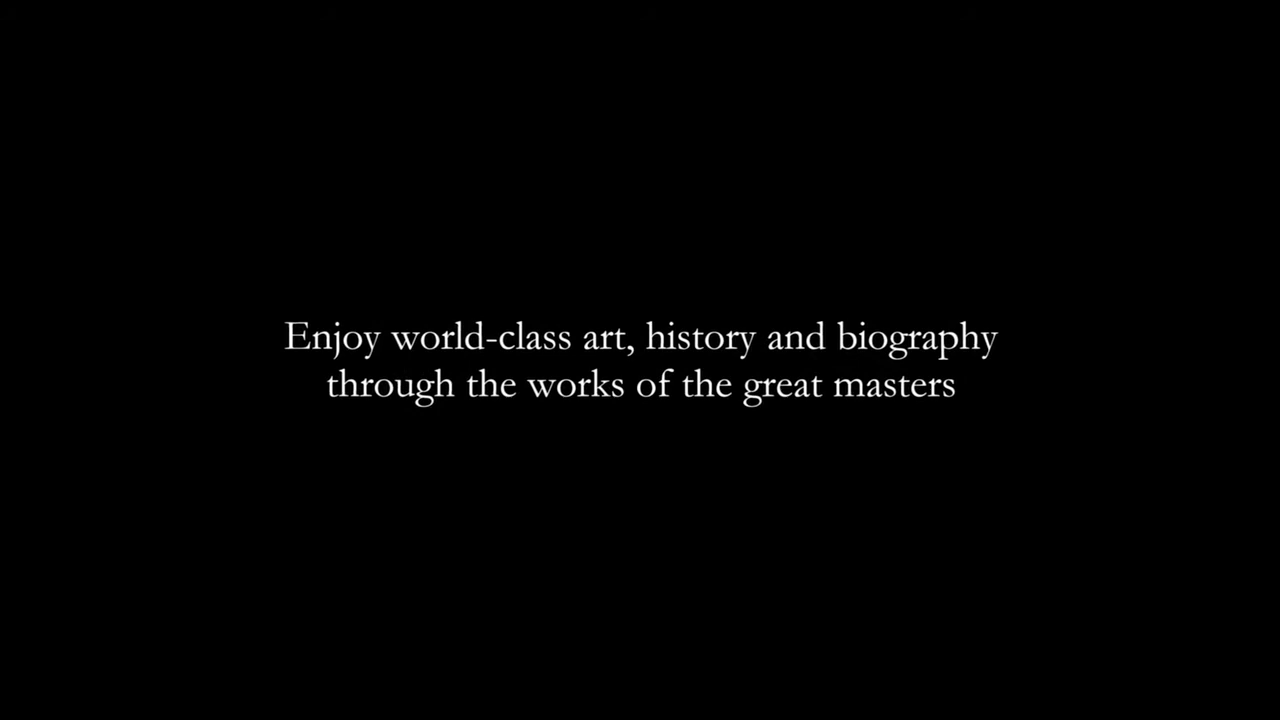 Enjoy world-class art, history and biography
through the works of the great masters